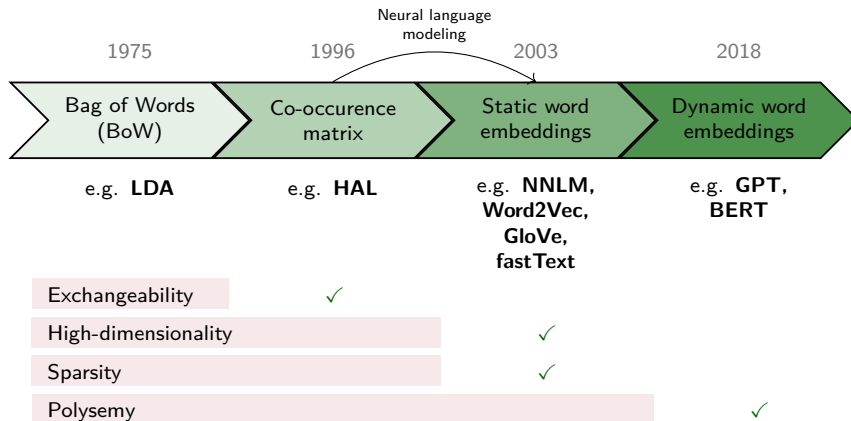 Neural language
modeling
1975
1996
2003
2018
Bag of Words
(BoW)
Co-occurence
matrix
Static word
embeddings
Dynamic word
embeddings
e.g. LDA
e.g. HAL
e.g. NNLM,
Word2Vec,
GloVe,
fastText
e.g. GPT,
BERT
Exchangeability
✓
High-dimensionality
✓
Sparsity
✓
Polysemy
✓